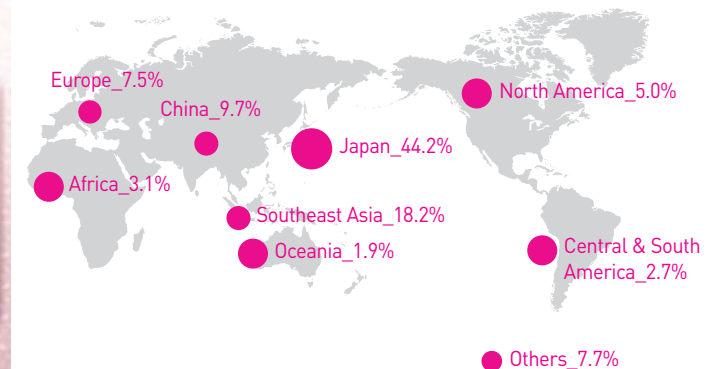 Europe_7.5%
China_9.7%
North America_5.0%
Japan_44.2%
Africa_3.1%
Southeast Asia_18.2%
Oceania_1.9%
Central & South
America_2.7%
Others_7.7%